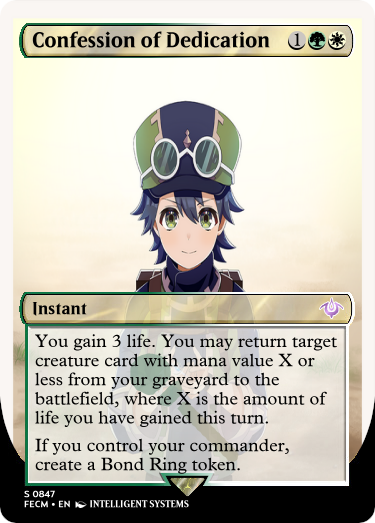 Confession of Dedication 1
Instant
You gain 3 life. You may return target
creature card with mana value X or
less from your graveyard to the
battlefield, where X is the amount of
life you have gained this turn.
If you control your commander,
create a Bond Ring token.
S 0847
FECM • EN INTELLIGENT SYSTEMS